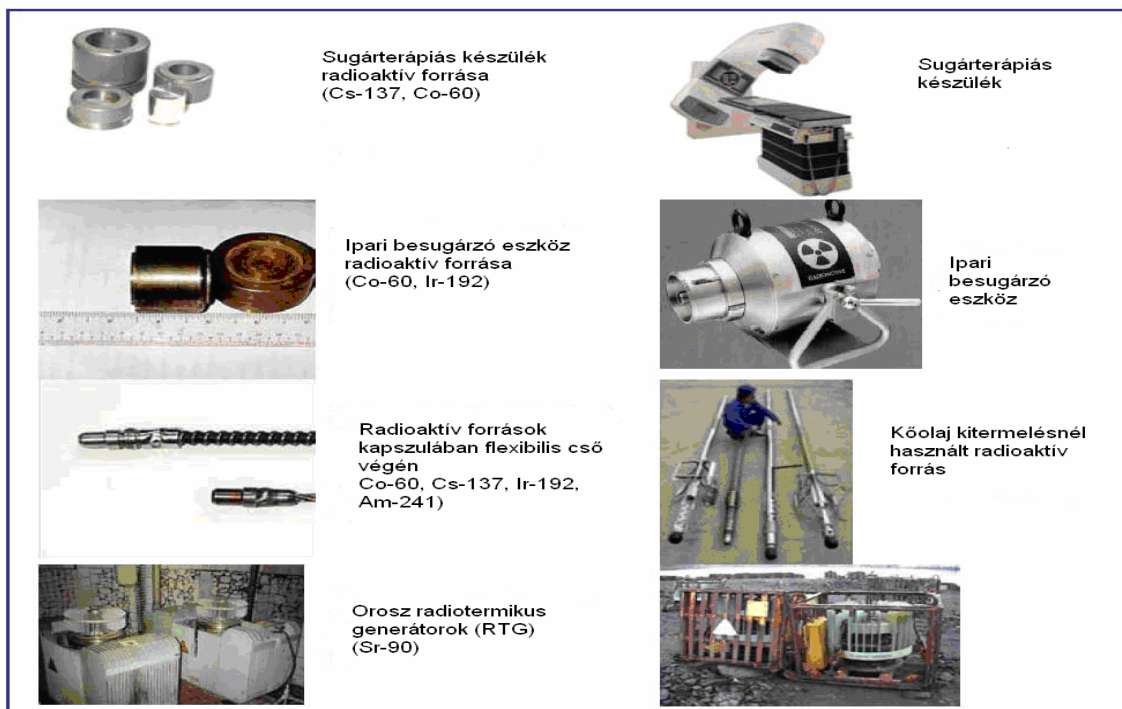 Sugárterápiás készülék
radioaktív forrása
(Cs-137, Co-60)
Sugárterápiás
készülék
Ipari besugárzó eszköz
radioaktív forrása
(Co-60, Ir-192)
RADIOACTIVE
Ipari
besugárzó
eszköz
Radioaktív források
kapszulában flexibilis cső
végén
Co-60, Cs-137, Ir-192,
Am-241)
Kőolaj kitermelésnél
használt radioaktív
forrás
Orosz radiotermikus
generátorok (RTG)
(Sr-90)